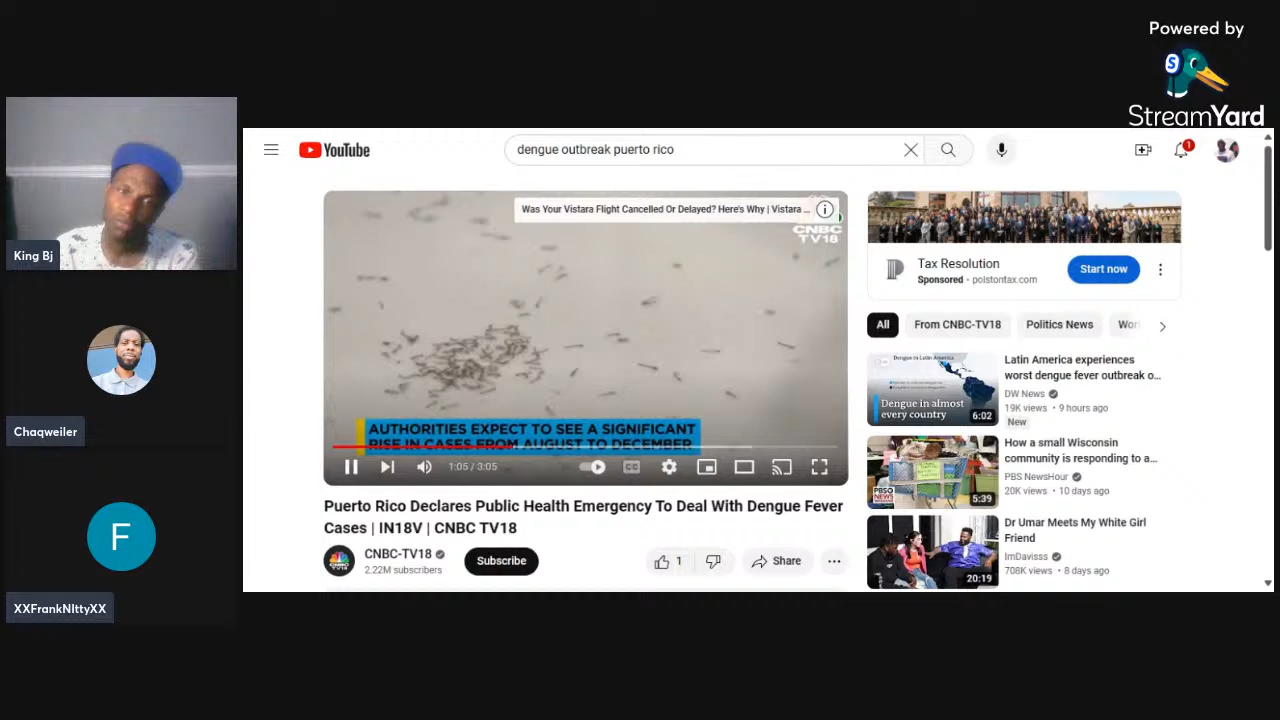 Powered by
StreamYard
King Bj
Chaqweiler
F
XXFrankNIttyXX
YouTube
dengue outbreak puerto rico
1
Was Your Vistara Flight Cancelled Or Delayed? Here's Why | Vistara ...
CNBC
TV18
AUTHORITIES EXPECT TO SEE A SIGNIFICANT
RISE IN CASES FROM AUGUST TO DECEMBER
1:05 / 3:05
Puerto Rico Declares Public Health Emergency To Deal With Dengue Fever
Cases | IN18V | CNBC TV18
CNBC-TV18
2.22M subscribers
Subscribe
1
Share
Tax Resolution
Sponsored · polstontax.com
Start now
All
From CNBC-TV18
Politics News
Wor
Dengue in Latin America
Dengue in almost
every country
6:02
Latin America experiences
worst dengue fever outbreak o...
DW News
19K views · 9 hours ago
New
PBSO
NEWS
5:39
How a small Wisconsin
community is responding to a...
PBS NewsHour
20K views · 10 days ago
20:19
Dr Umar Meets My White Girl
Friend
ImDavisss
708K views · 8 days ago